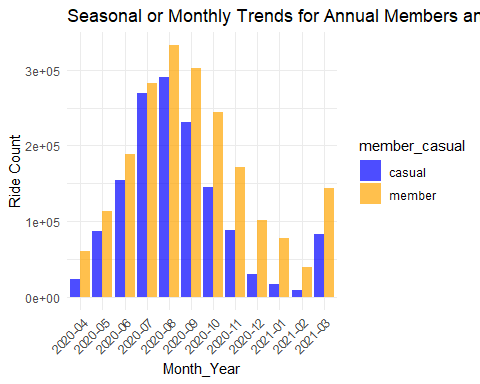 Seasonal or Monthly Trends for Annual Members an
Ride Count
3e+05
2e+05
1e+05
0e+00
2020-04
2020-05
2020-06
2020-07
2020-08
2020-09
2020-10
2020-11
2020-12
2021-01
2021-02
2021-03
Month_Year
member_casual
casual
member